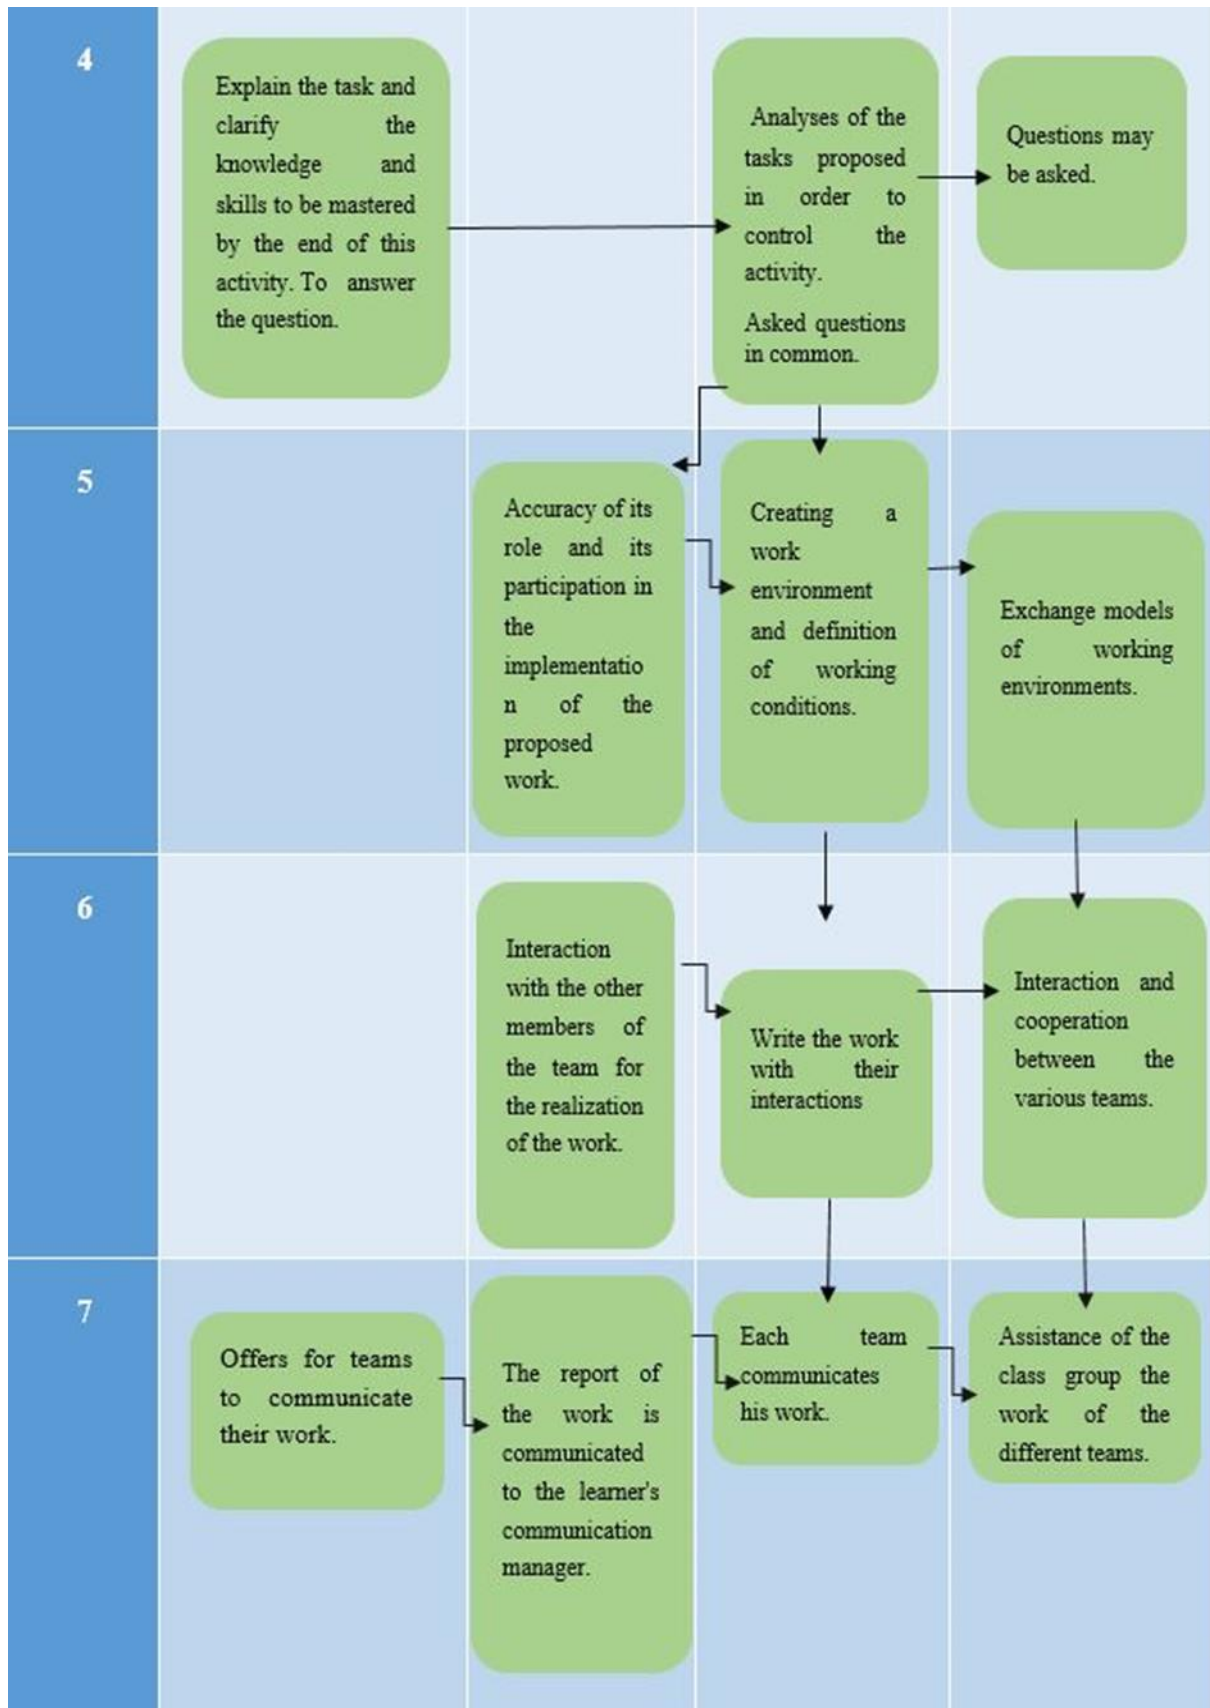 4
Explain the task and
clarify the
knowledge and
skills to be mastered
by the end of this
activity. To answer
the question.
Analyses of the
tasks proposed
in order to
control the
activity.
Asked questions
in common.
Questions may
be asked.
5
Accuracy of its
role and its
participation in
the
implementatio
n of the
proposed
work.
Creating a
work
environment
and definition
of working
conditions.
Exchange models
of working
environments.
6
Interaction
with the other
members of
the team for
the realization
of the work.
Write the work
with their
interactions
Interaction and
cooperation
between the
various teams.
7
Offers for teams
to communicate
their work.
The report of
the work is
communicated
to the learner's
communication
manager.
Each team
communicates
his work.
Assistance of the
class group the
work of the
different teams.